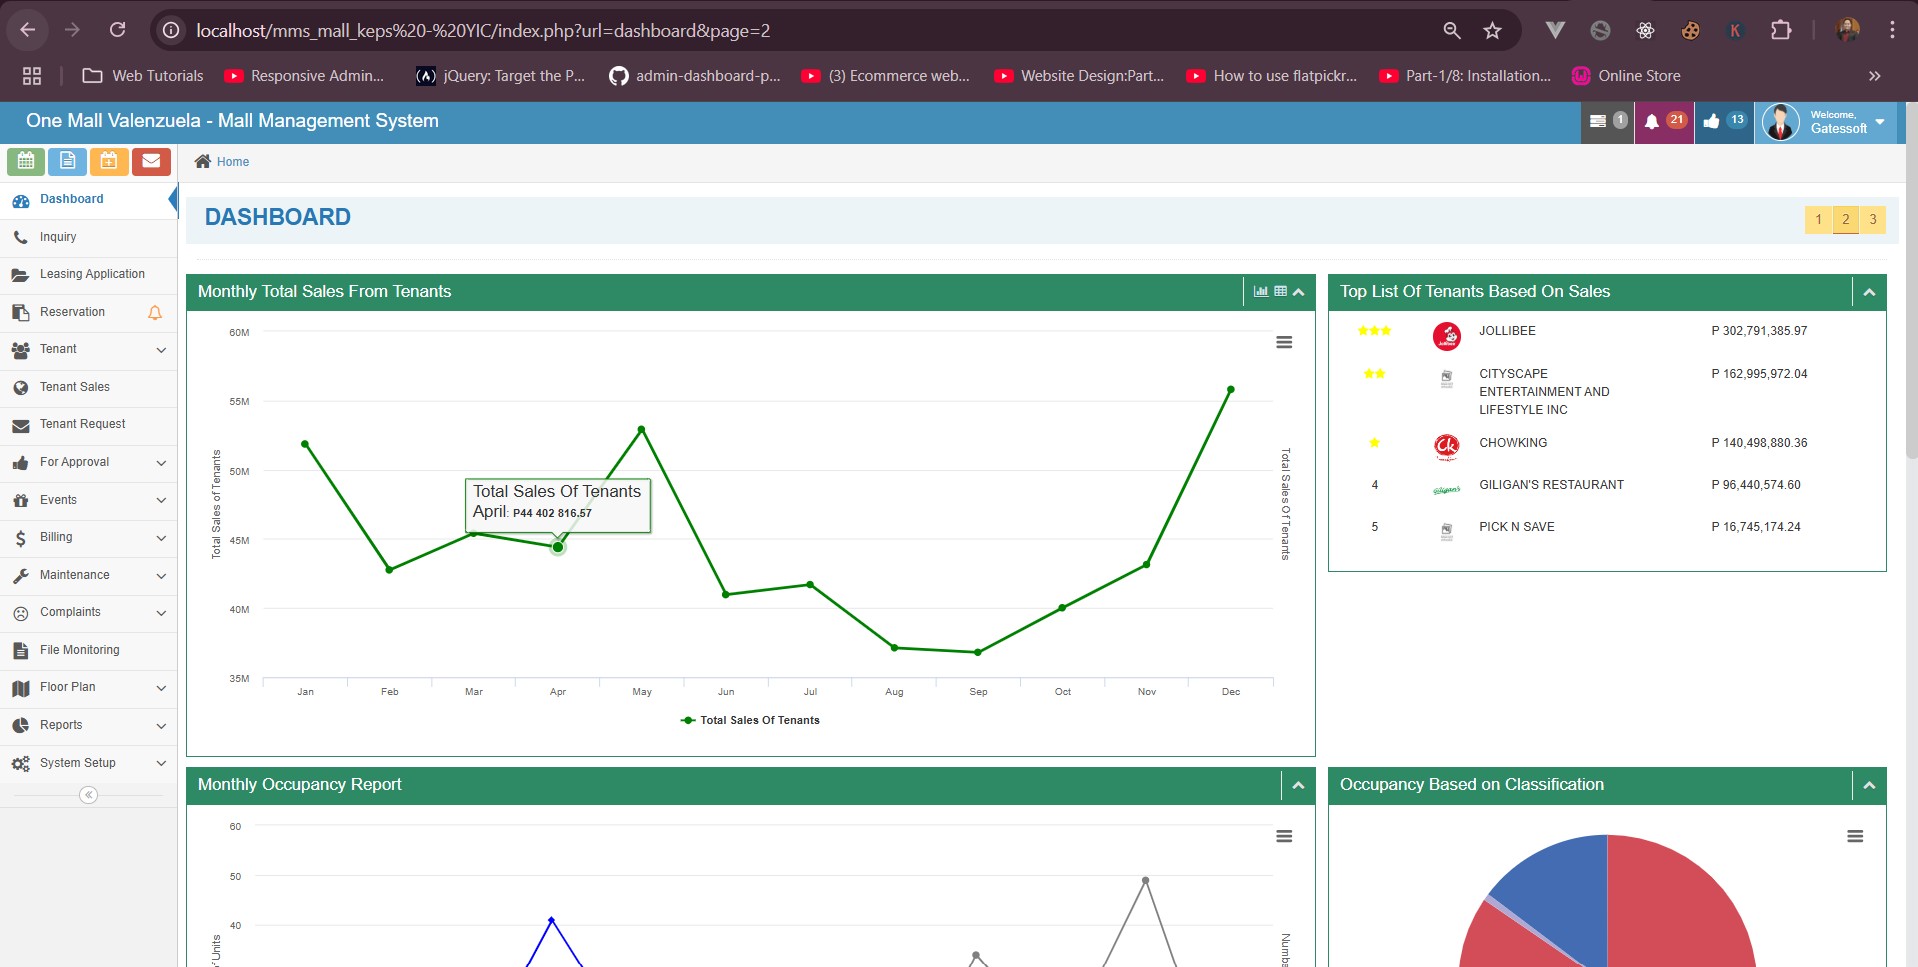 localhost/mms_mall_keps%20-%20YIC/index.php?url=dashboard&page=2
Web Tutorials
Responsive Admin...
jQuery: Target the P...
admin-dashboard-p...
(3) Ecommerce web...
Website Design:Part...
How to use flatpickr...
Part-1/8: Installation...
Online Store
One Mall Valenzuela - Mall Management System
1
21
13
Welcome,
Gatessoft
Home
Dashboard
Inquiry
Leasing Application
Reservation
Tenant
Tenant Sales
Tenant Request
For Approval
Events
Billing
Maintenance
Complaints
File Monitoring
Floor Plan
Reports
System Setup
DASHBOARD
1 2 3
Monthly Total Sales From Tenants
60M
55M
50M
45M
40M
35M
Total Sales of Tenants
Total Sales Of Tenants
April: P44 402 816.57
Total Sales Of Tenants
Jan Feb Mar Apr May Jun Jul Aug Sep Oct Nov Dec
Total Sales Of Tenants
Top List Of Tenants Based On Sales
JOLLIBEE P 302,791,385.97
CITYSCAPE P 162,995,972.04
ENTERTAINMENT AND
LIFESTYLE INC
Ck
CHOWKING P 140,498,880.36
4 Giligan's GILIGAN'S RESTAURANT P 96,440,574.60
5 PICK N SAVE P 16,745,174.24
Monthly Occupancy Report
60
50
40
of Units
Numbe
Occupancy Based on Classification